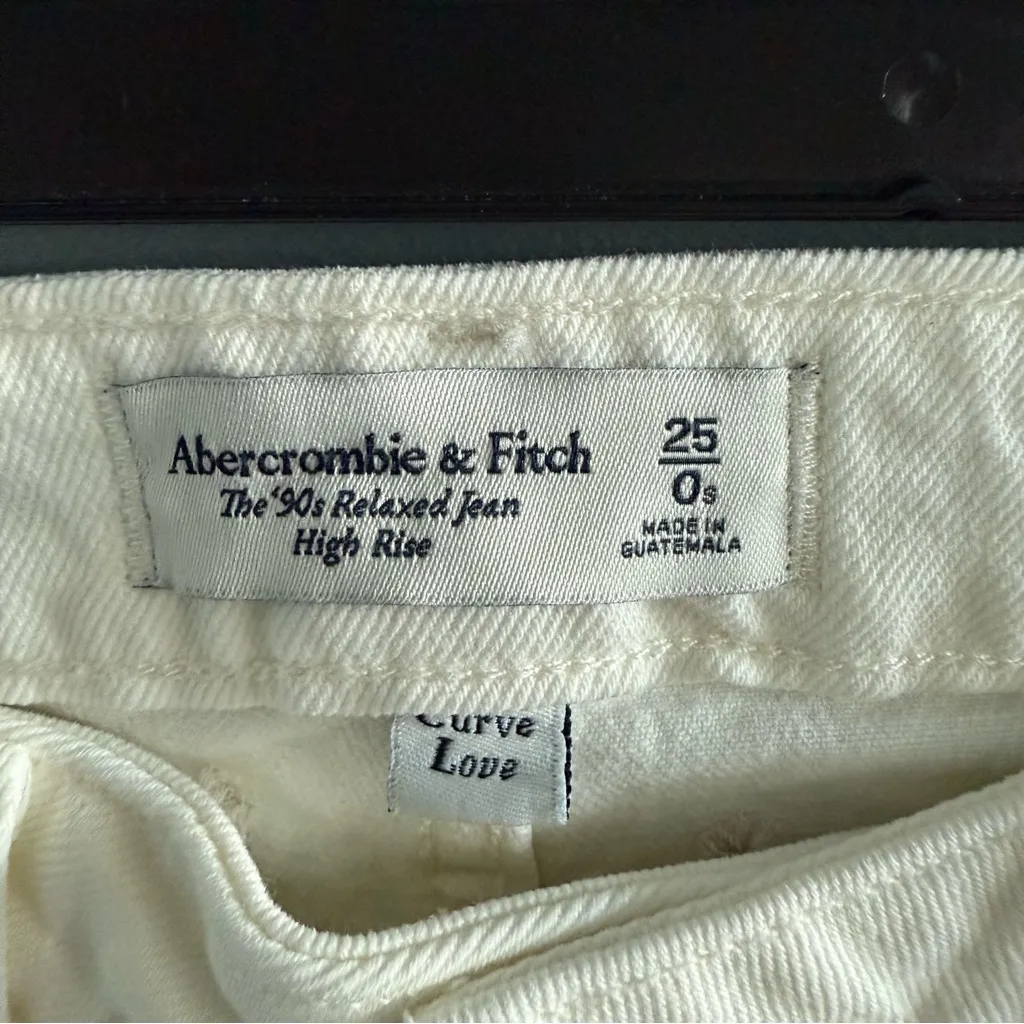 Abercrombie & Fitch
The '90s Relaxed Jean
High Rise
25
0s
MADE IN
GUATEMALA
Curve
Love